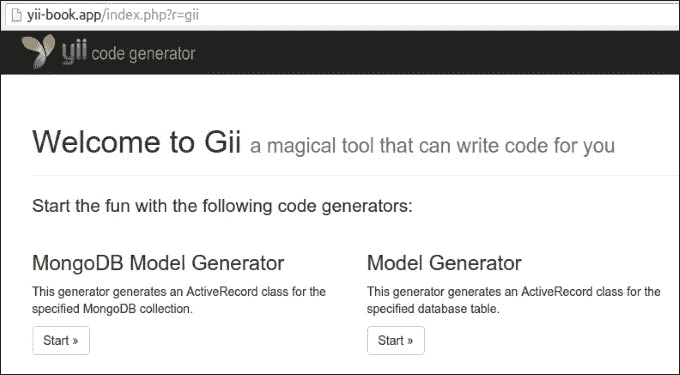 yii-book.app/index.php?r=gii
yii code generator
Welcome to Gii a magical tool that can write code for you
Start the fun with the following code generators:
MongoDB Model Generator
This generator generates an ActiveRecord class for the
specified MongoDB collection.
Start »
Model Generator
This generator generates an ActiveRecord class for the
specified database table.
Start »